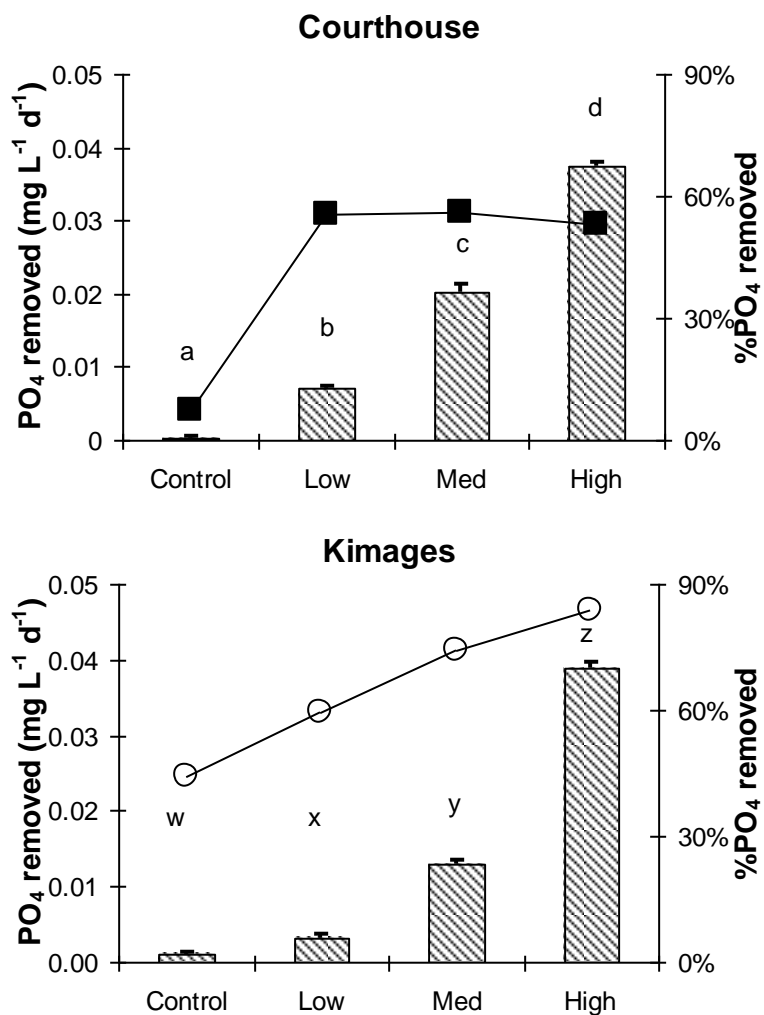 Courthouse
PO₄ removed (mg L⁻¹ d⁻¹)
0.05
0.04
0.03
0.02
0.01
0
90%
60%
30%
0%
%PO₄ removed
a
b
c
d
Control Low Med High
Kimages
PO₄ removed (mg L⁻¹ d⁻¹)
0.05
0.04
0.03
0.02
0.01
0.00
90%
60%
30%
0%
%PO₄ removed
w
x
y
z
Control Low Med High